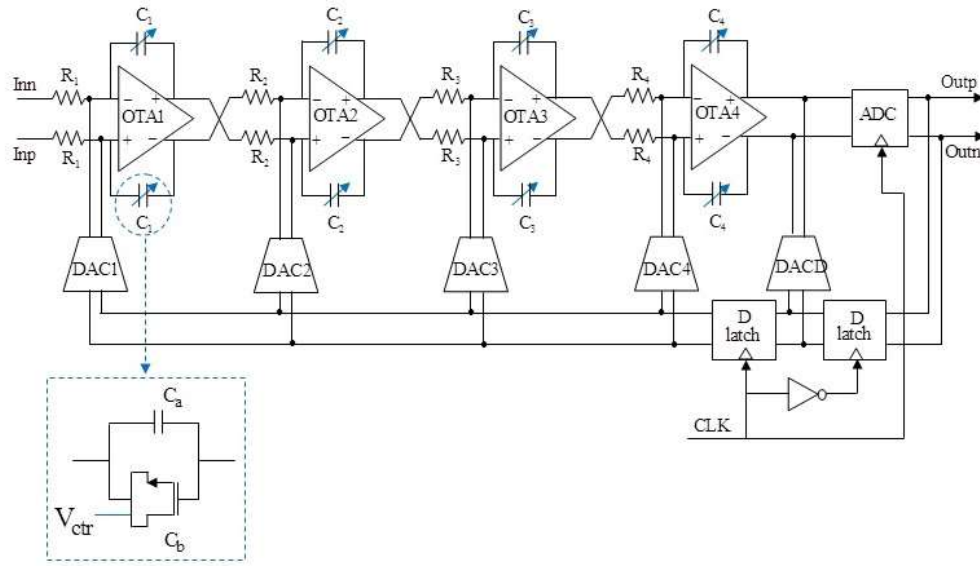 C1 C2 C3 C4
Inn R1 R2 R3 R4 Outp
OTA1 OTA2 OTA3 OTA4 ADC
Inp R1 R2 R3 R4 Outn
C1 C2 C3 C4
DAC1 DAC2 DAC3 DAC4 DACD
D latch D latch
CLK
Ca
Vctr
Cb